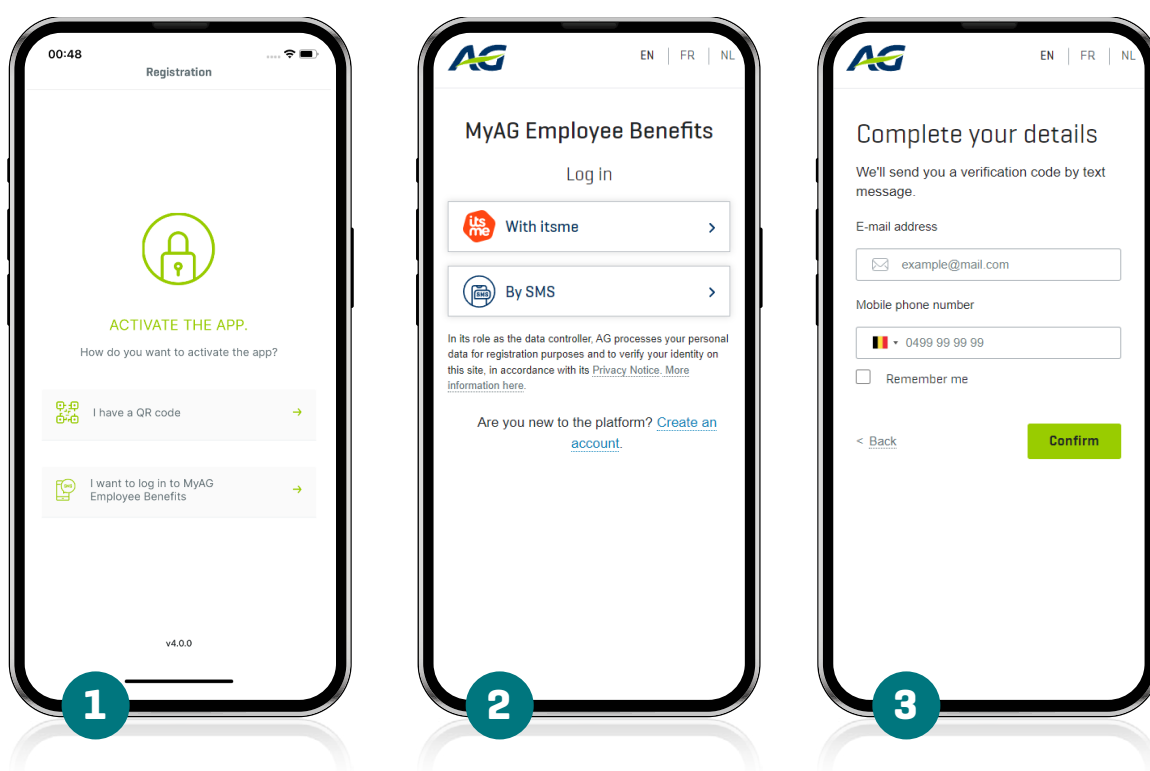 00:48
Registration
ACTIVATE THE APP.
How do you want to activate the app?
I have a QR code
SMS
I want to log in to MyAG
Employee Benefits
v4.0.0
1
AG
EN | FR | NL
MyAG Employee Benefits
Log in
its
me
With itsme
SMS
By SMS
In its role as the data controller, AG processes your personal
data for registration purposes and to verify your identity on
this site, in accordance with its Privacy Notice. More
information here.
Are you new to the platform? Create an
account.
2
AG
EN | FR | NL
Complete your details
We'll send you a verification code by text
message.
E-mail address
example@mail.com
Mobile phone number
0499 99 99 99
Remember me
< Back
Confirm
3